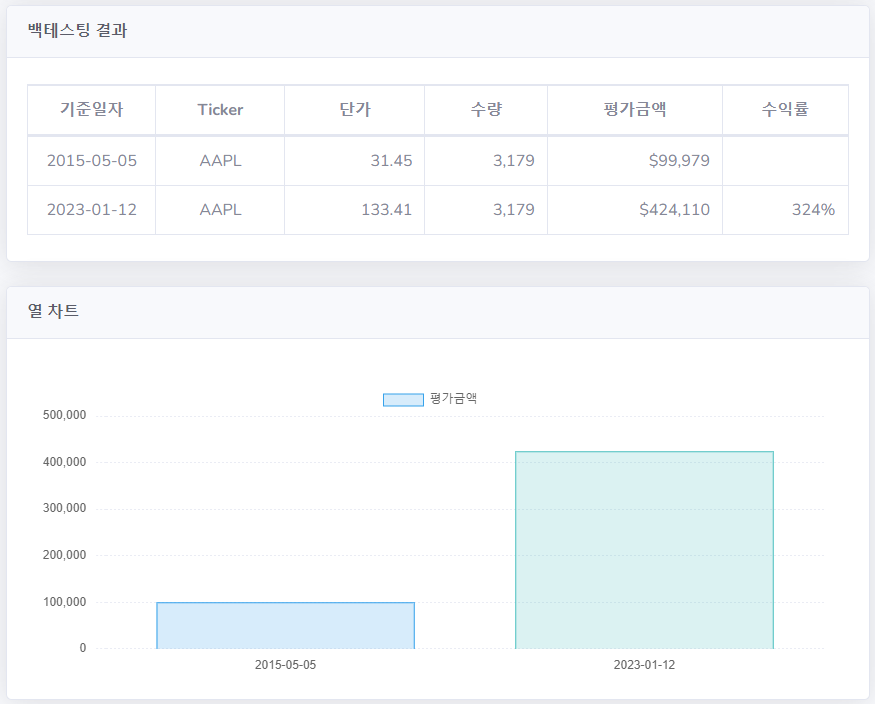 백테스팅 결과
기준일자 Ticker 단가 수량 평가금액 수익률
2015-05-05 AAPL 31.45 3,179 $99,979
2023-01-12 AAPL 133.41 3,179 $424,110 324%
열 차트
평가금액
500,000
400,000
300,000
200,000
100,000
0
2015-05-05 2023-01-12